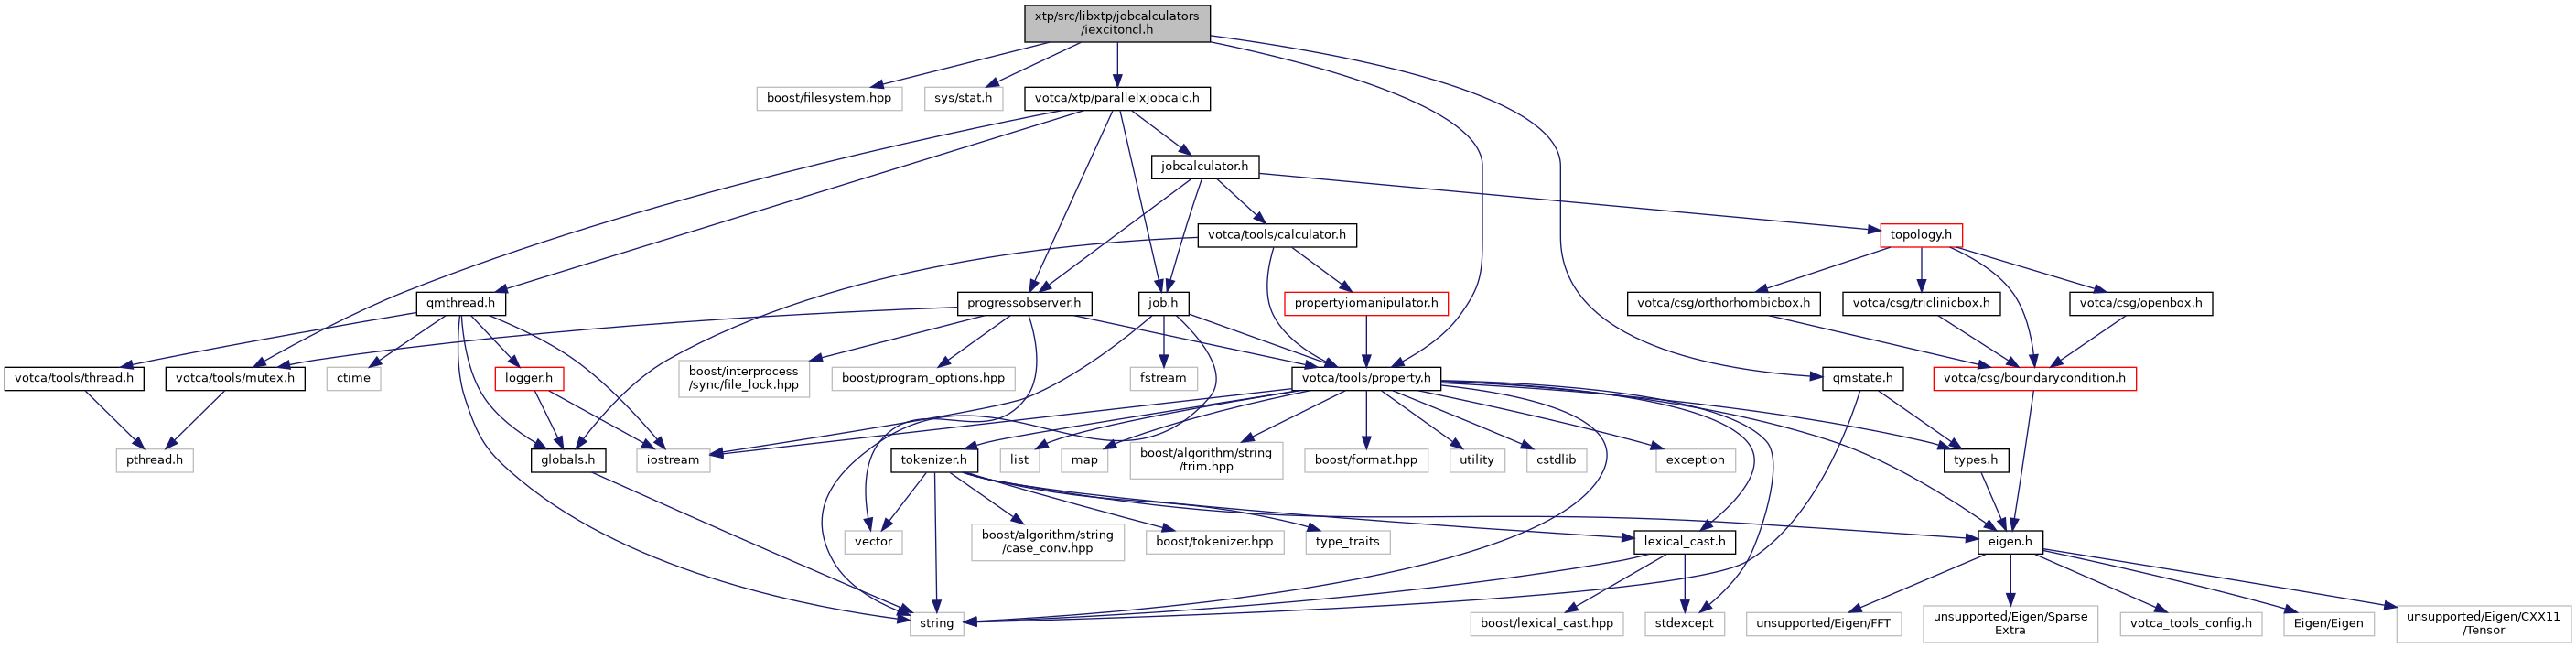 xtp/src/libxtp/jobcalculators
/iexcitoncl.h
boost/filesystem.hpp
sys/stat.h
votca/xtp/parallelxjobcalc.h
jobcalculator.h
votca/tools/calculator.h
topology.h
qmthread.h
progressobserver.h
job.h
propertyiomanipulator.h
votca/csg/orthorhombicbox.h
votca/csg/triclinicbox.h
votca/csg/openbox.h
votca/tools/thread.h
votca/tools/mutex.h
ctime
logger.h
boost/interprocess
/sync/file_lock.hpp
boost/program_options.hpp
fstream
votca/tools/property.h
qmstate.h
votca/csg/boundarycondition.h
pthread.h
globals.h
iostream
tokenizer.h
list
map
boost/algorithm/string
/trim.hpp
boost/format.hpp
utility
cstdlib
exception
types.h
vector
boost/algorithm/string
/case_conv.hpp
boost/tokenizer.hpp
type_traits
lexical_cast.h
eigen.h
string
boost/lexical_cast.hpp
stdexcept
unsupported/Eigen/FFT
unsupported/Eigen/Sparse
Extra
votca_tools_config.h
Eigen/Eigen
unsupported/Eigen/CXX11
/Tensor